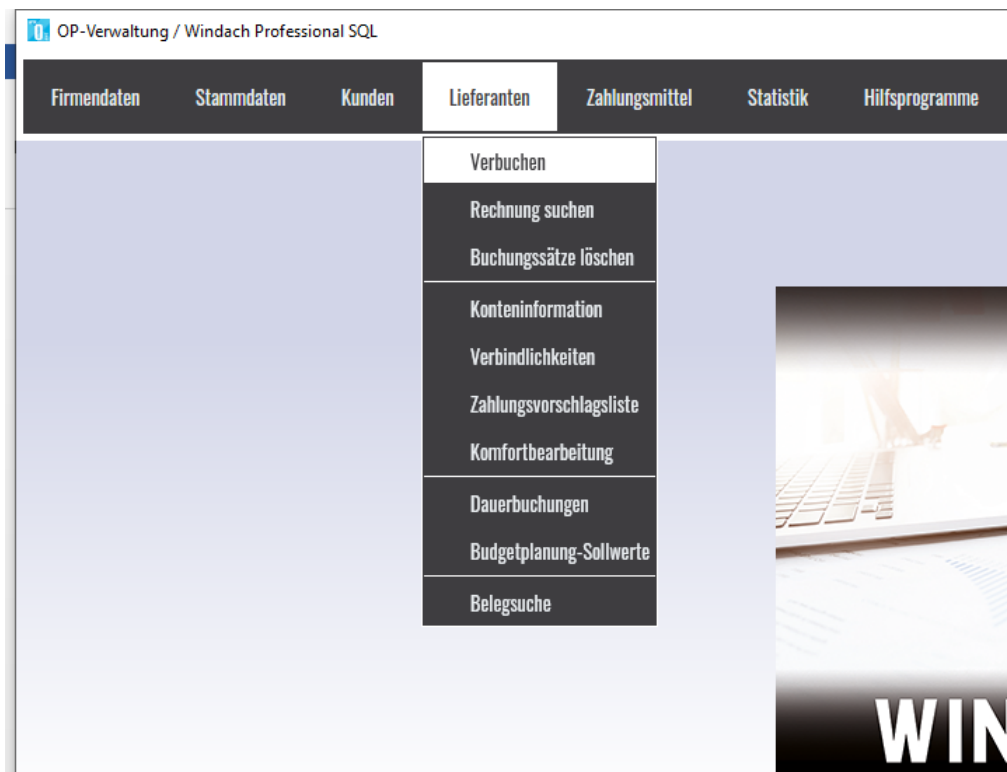 OP-Verwaltung / Windach Professional SQL
Firmendaten Stammdaten Kunden Lieferanten Zahlungsmittel Statistik Hilfsprogramme
Verbuchen
Rechnung suchen
Buchungssätze löschen
Konteninformation
Verbindlichkeiten
Zahlungsvorschlagsliste
Komfortbearbeitung
Dauerbuchungen
Budgetplanung-Sollwerte
Belegsuche
WIN